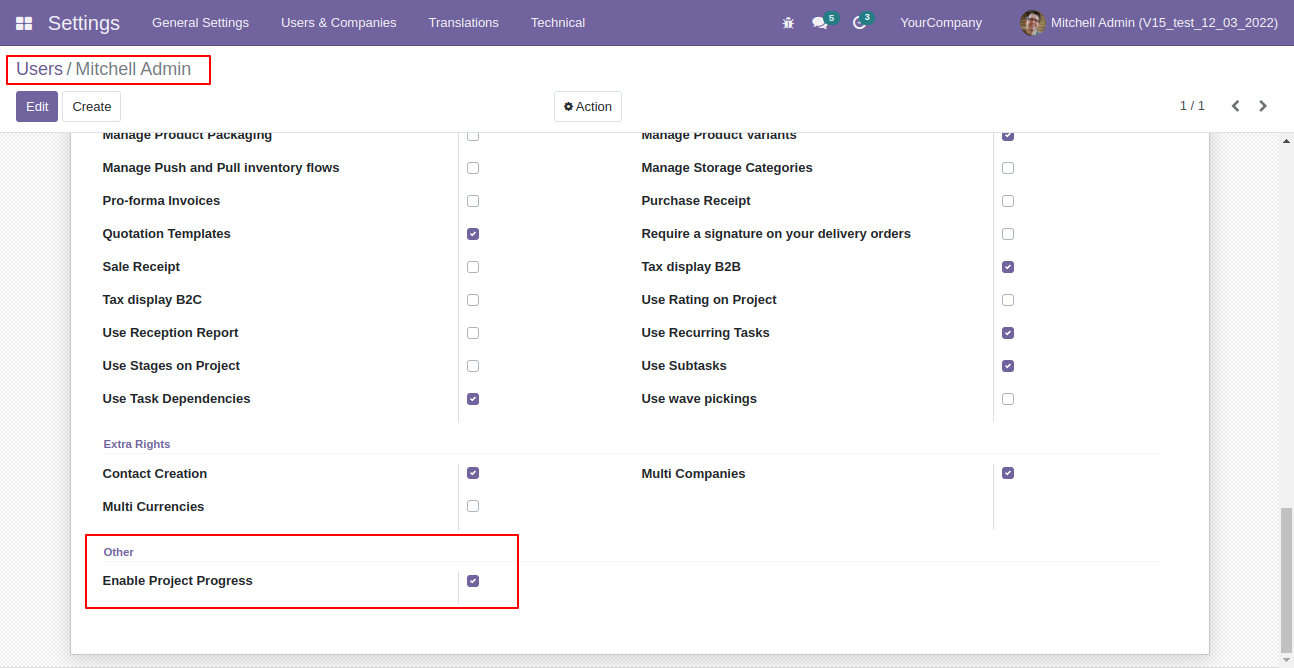 Settings General Settings Users & Companies Translations Technical 5 3 YourCompany Mitchell Admin (V15_test_12_03_2022)
Users / Mitchell Admin
Edit Create Action 1 / 1
Manage Product Packaging Manage Product Variants
Manage Push and Pull inventory flows Manage Storage Categories
Pro-forma Invoices Purchase Receipt
Quotation Templates Require a signature on your delivery orders
Sale Receipt Tax display B2B
Tax display B2C Use Rating on Project
Use Reception Report Use Recurring Tasks
Use Stages on Project Use Subtasks
Use Task Dependencies Use wave pickings
Extra Rights
Contact Creation Multi Companies
Multi Currencies
Other
Enable Project Progress